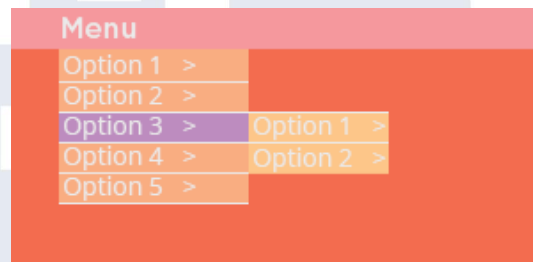 Menu
Option 1 >
Option 2 >
Option 3 > Option 1 >
Option 4 > Option 2 >
Option 5 >